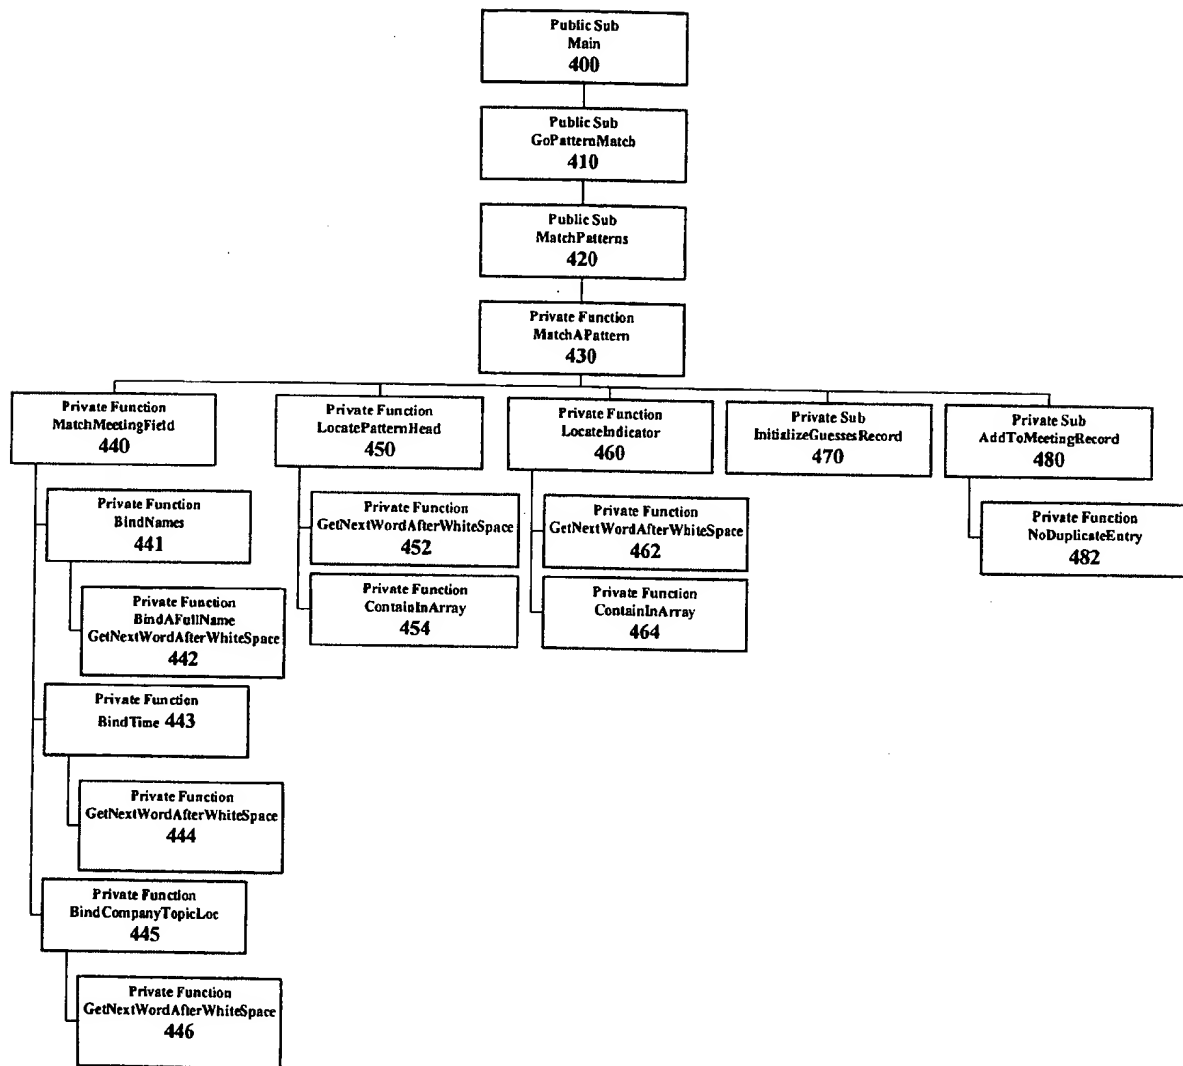 Public Sub
Main
400
Public Sub
GoPatternMatch
410
Public Sub
MatchPatterns
420
Private Function
MatchAPattern
430
Private Function
MatchMeetingField
440
Private Function
LocatePatternHead
450
Private Function
LocateIndicator
460
Private Sub
InitializeGuessesRecord
470
Private Sub
AddToMeetingRecord
480
Private Function
BindNames
441
Private Function
GetNextWordAfterWhiteSpace
452
Private Function
GetNextWordAfterWhiteSpace
462
Private Function
NoDuplicateEntry
482
Private Function
BindAFullName
GetNextWordAfterWhiteSpace
442
Private Function
ContainInArray
454
Private Function
ContainInArray
464
Private Function
BindTime 443
Private Function
GetNextWordAfterWhiteSpace
444
Private Function
BindCompanyTopicLoc
445
Private Function
GetNextWordAfterWhiteSpace
446